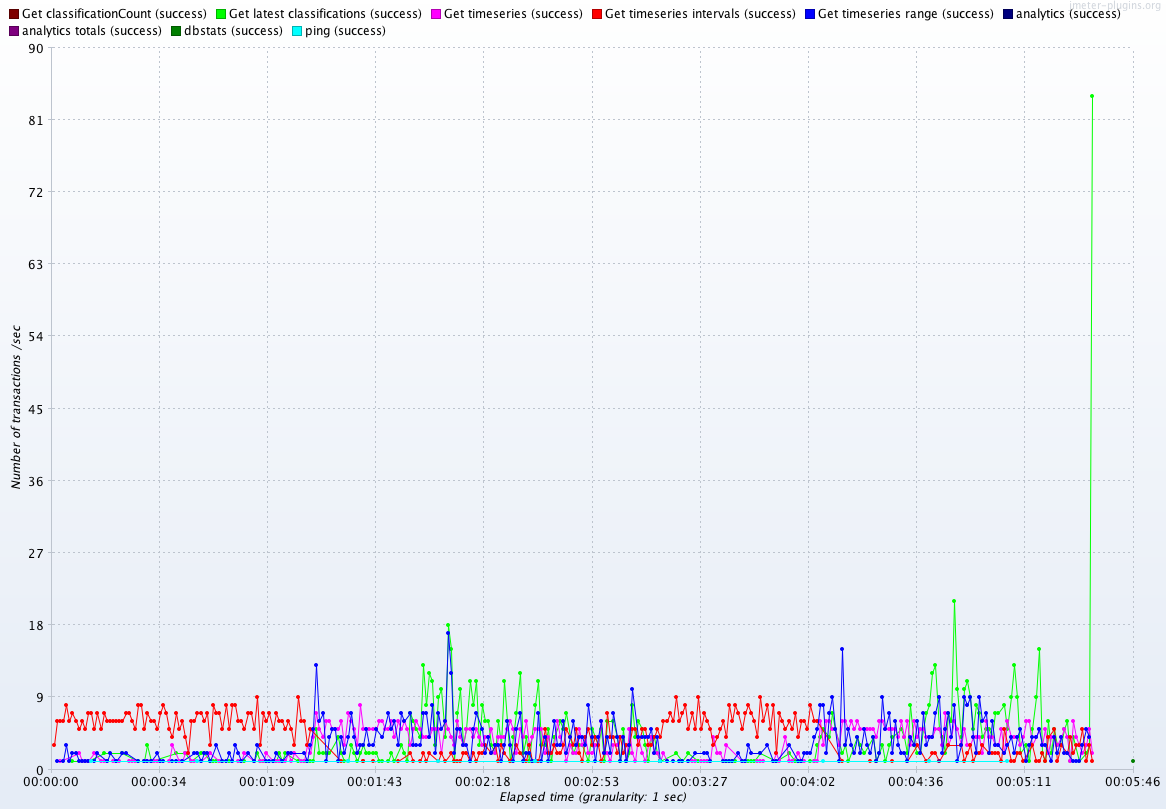 jmeter-plugins.org
Get classificationCount (success) Get latest classifications (success) Get timeseries (success) Get timeseries intervals (success) Get timeseries range (success) analytics (success)
analytics totals (success) dbstats (success) ping (success)
90
81
72
63
54
45
36
27
18
9
0
Number of transactions /sec
00:00:00 00:00:34 00:01:09 00:01:43 00:02:18 00:02:53 00:03:27 00:04:02 00:04:36 00:05:11 00:05:46
Elapsed time (granularity: 1 sec)